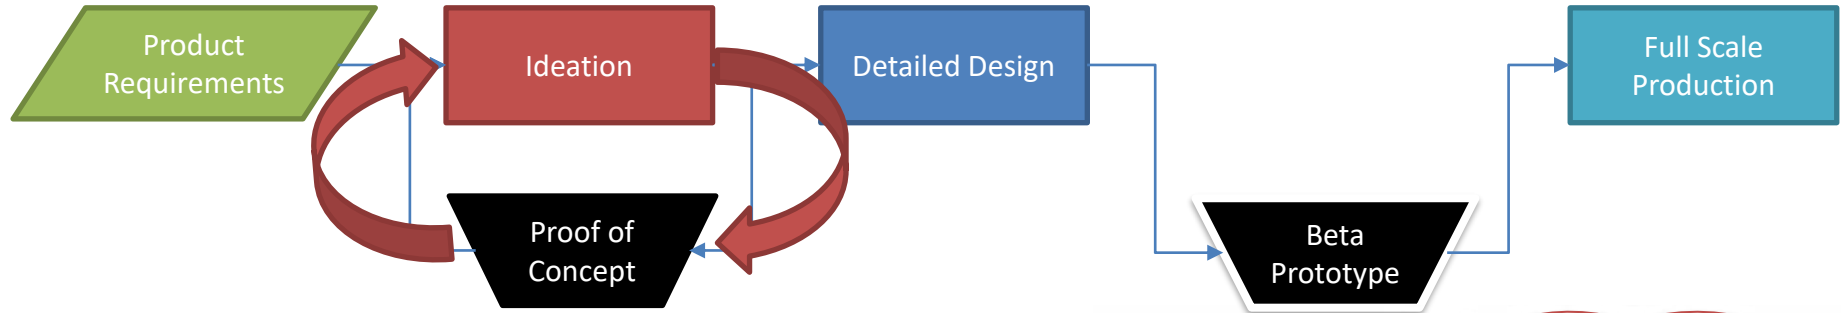 Product
Requirements
Ideation
Detailed Design
Full Scale
Production
Proof of
Concept
Beta
Prototype